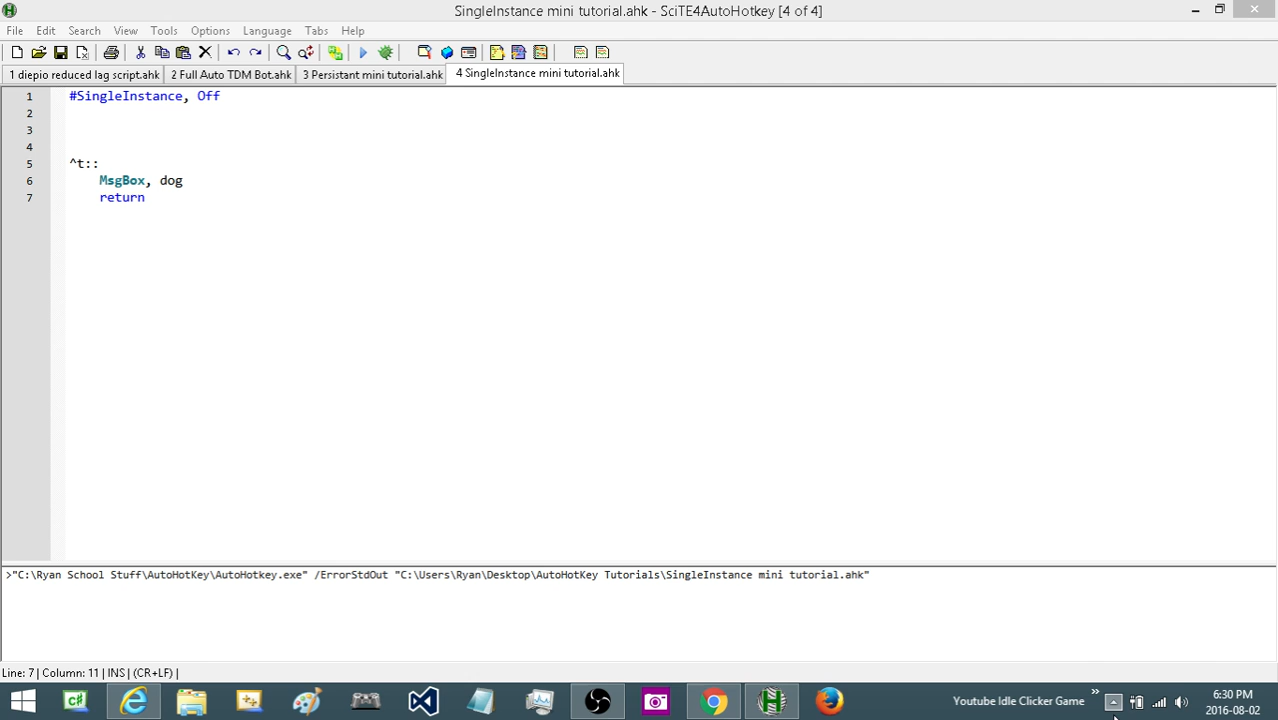 SingleInstance mini tutorial.ahk - SciTE4AutoHotkey [4 of 4]
File Edit Search View Tools Options Language Tabs Help
1 diepio reduced lag script.ahk 2 Full Auto TDM Bot.ahk 3 Persistant mini tutorial.ahk 4 SingleInstance mini tutorial.ahk
1 #SingleInstance, Off
2
3
4
5 ^t::
6 MsgBox, dog
7 return
>"C:\Ryan School Stuff\AutoHotKey\AutoHotkey.exe" /ErrorStdOut "C:\Users\Ryan\Desktop\AutoHotKey Tutorials\SingleInstance mini tutorial.ahk"
Line: 7 | Column: 11 | INS | (CR+LF) |
C# Youtube Idle Clicker Game » 6:30 PM
2016-08-02